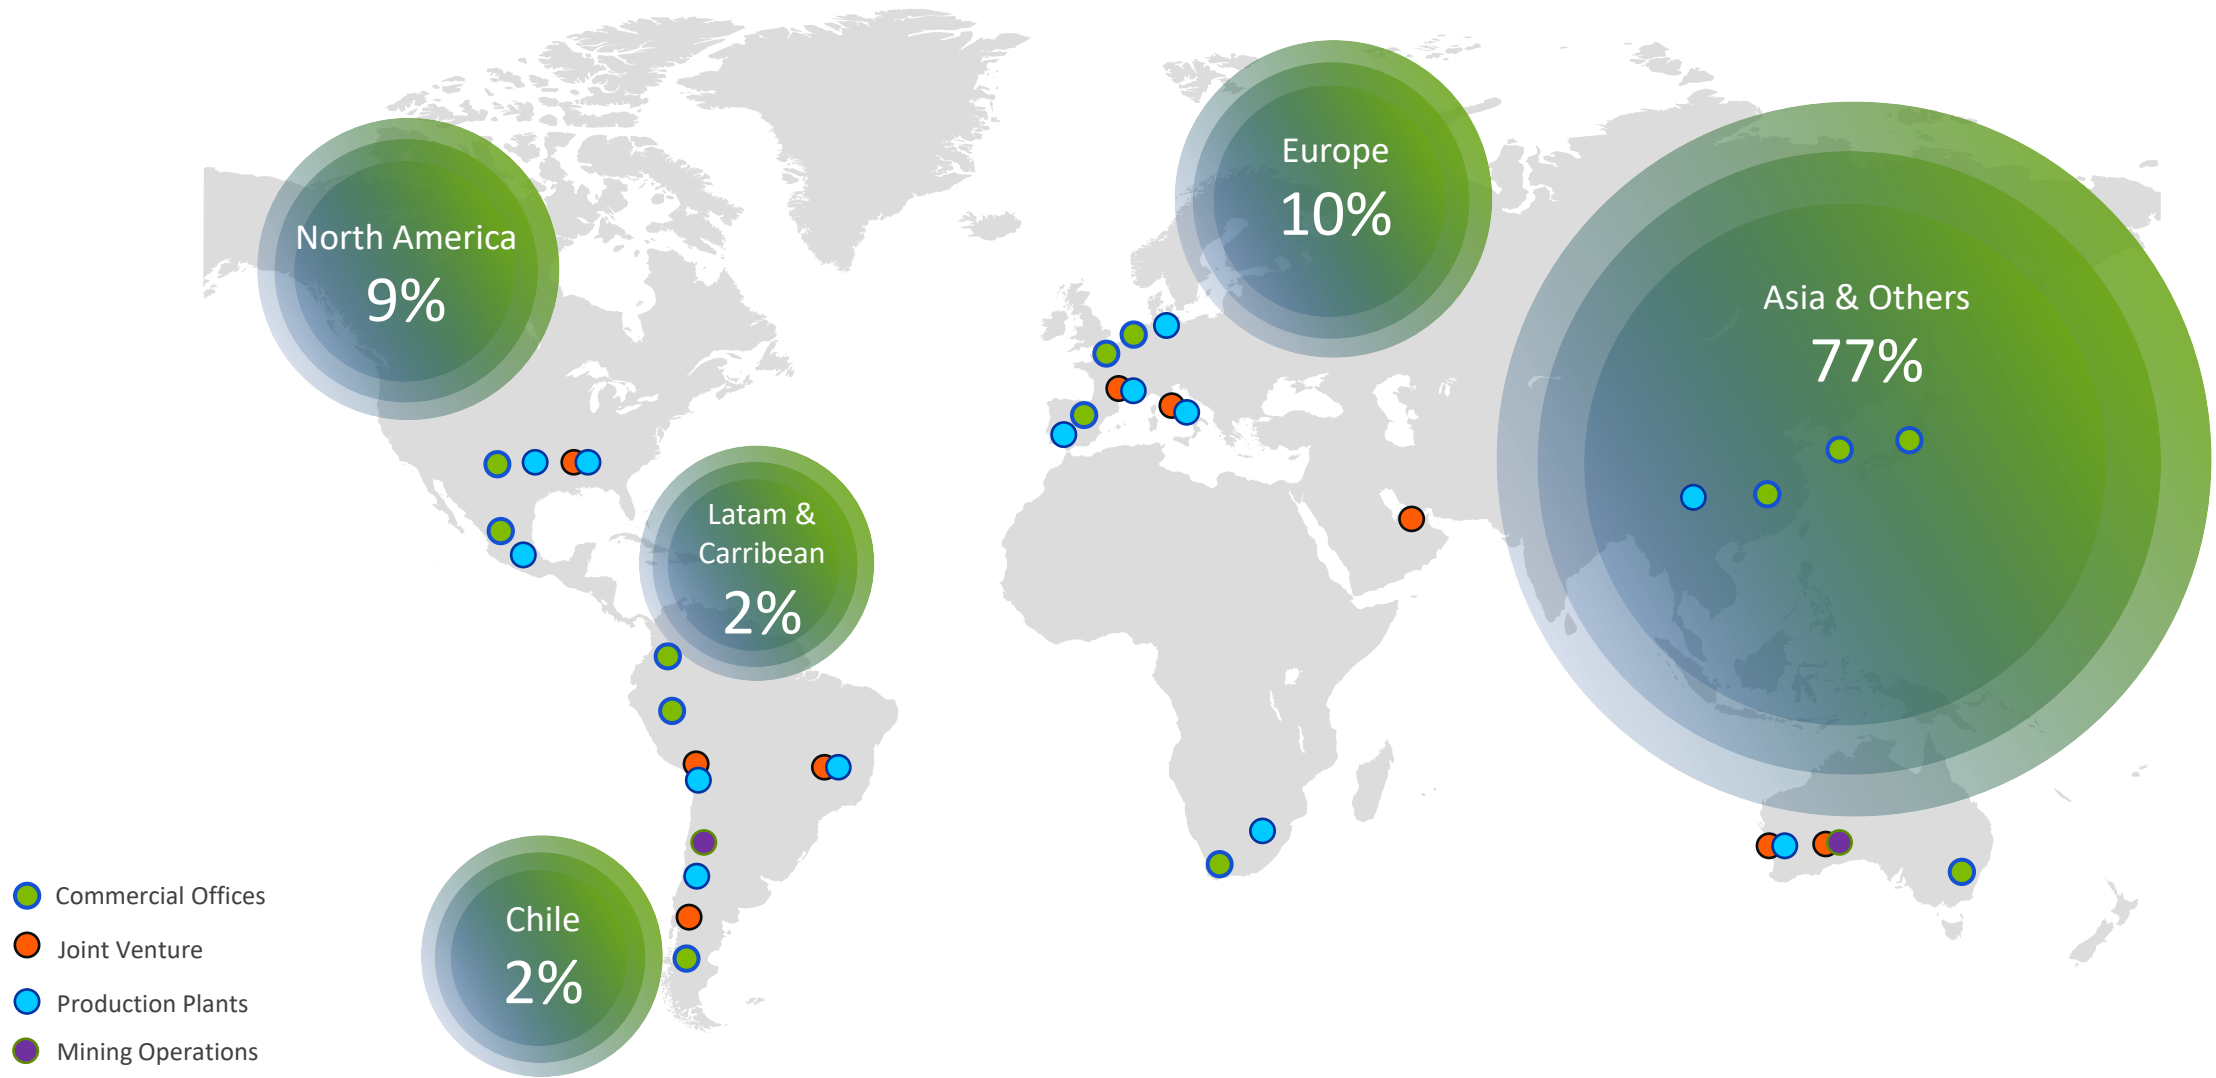 North America
9%
Europe
10%
Asia & Others
77%
Latam &
Carribean
2%
Chile
2%
Commercial Offices
Joint Venture
Production Plants
Mining Operations